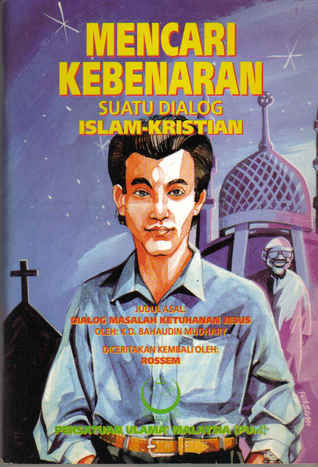 MENCARI
KEBENARAN
SUATU DIALOG
ISLAM-KRISTIAN
JUDUL ASAL:
DIALOG MASALAH KETUHANAN JESUS
OLEH: K.D. BAHAUDIN MUDHARY
DICERITAKAN KEMBALI OLEH:
ROSSEM
PERSATUAN ULAMA' MALAYSIA (PUM)